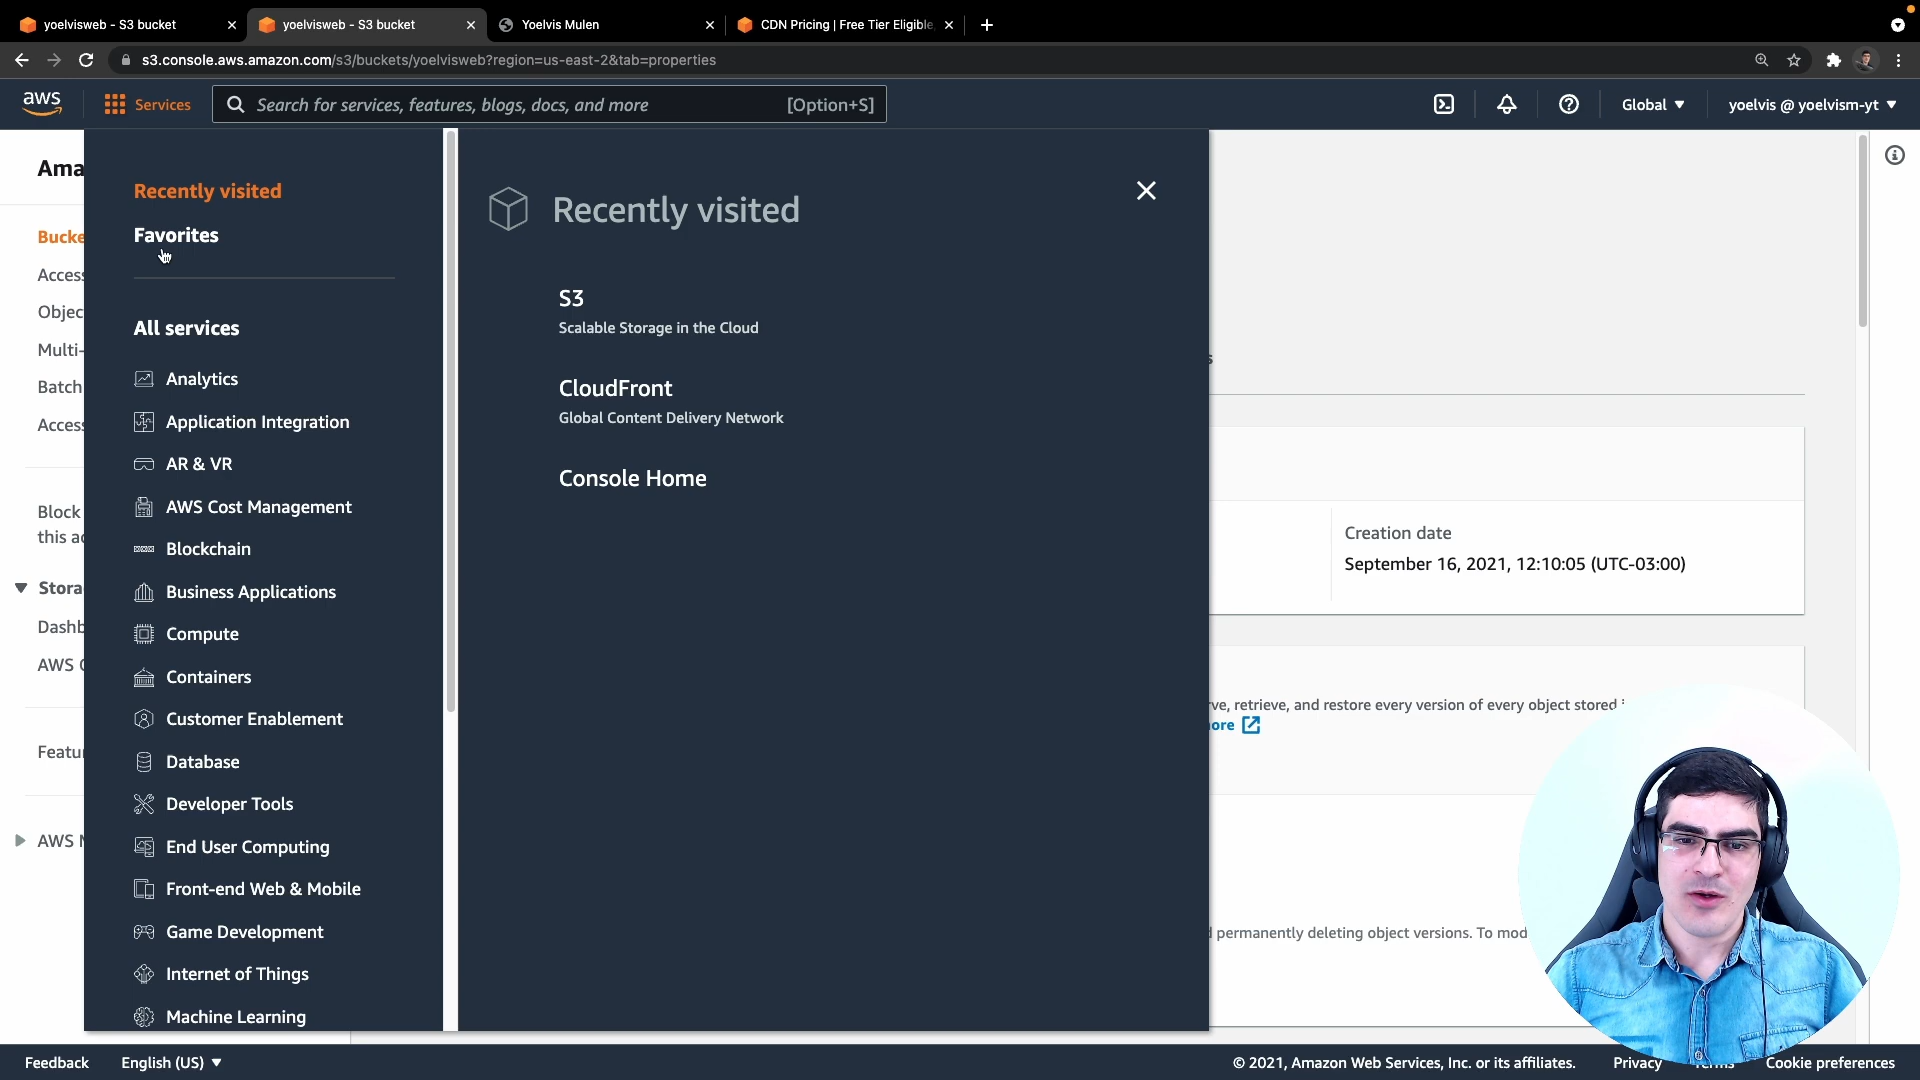 yoelvisweb - S3 bucket
yoelvisweb - S3 bucket
Yoelvis Mulen
CDN Pricing | Free Tier Eligible
s3.console.aws.amazon.com/s3/buckets/yoelvisweb?region=us-east-2&tab=properties
aws
Services
Search for services, features, blogs, docs, and more
[Option+S]
Global
yoelvis @ yoelvism-yt
Ama
Bucke
Access
Objec
Multi-
Batch
Access
Block
this ac
Stora
Dashb
AWS O
Featu
AWS M
Recently visited
Favorites
All services
Analytics
Application Integration
AR & VR
AWS Cost Management
Blockchain
Business Applications
Compute
Containers
Customer Enablement
Database
Developer Tools
End User Computing
Front-end Web & Mobile
Game Development
Internet of Things
Machine Learning
Recently visited
S3
Scalable Storage in the Cloud
CloudFront
Global Content Delivery Network
Console Home
s
Creation date
September 16, 2021, 12:10:05 (UTC-03:00)
rve, retrieve, and restore every version of every object stored i
ore
d permanently deleting object versions. To mod
Feedback
English (US)
© 2021, Amazon Web Services, Inc. or its affiliates.
Privacy
Terms
Cookie preferences